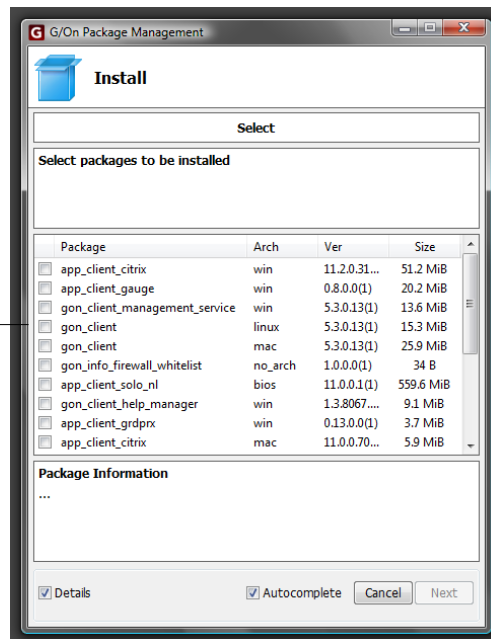 G/On Package Management
Install
Select
Select packages to be installed
Package Arch Ver Size
app_client_citrix win 11.2.0.31... 51.2 MiB
app_client_gauge win 0.8.0.0(1) 20.2 MiB
gon_client_management_service win 5.3.0.13(1) 13.6 MiB
gon_client linux 5.3.0.13(1) 15.3 MiB
gon_client mac 5.3.0.13(1) 25.9 MiB
gon_info_firewall_whitelist no_arch 1.0.0.0(1) 34 B
app_client_solo_nl bios 11.0.0.1(1) 559.6 MiB
gon_client_help_manager win 1.3.8067.... 9.1 MiB
app_client_grdprx win 0.13.0.0(1) 3.7 MiB
app_client_citrix mac 11.0.0.70... 5.9 MiB
Package Information
...
Details Autocomplete Cancel Next